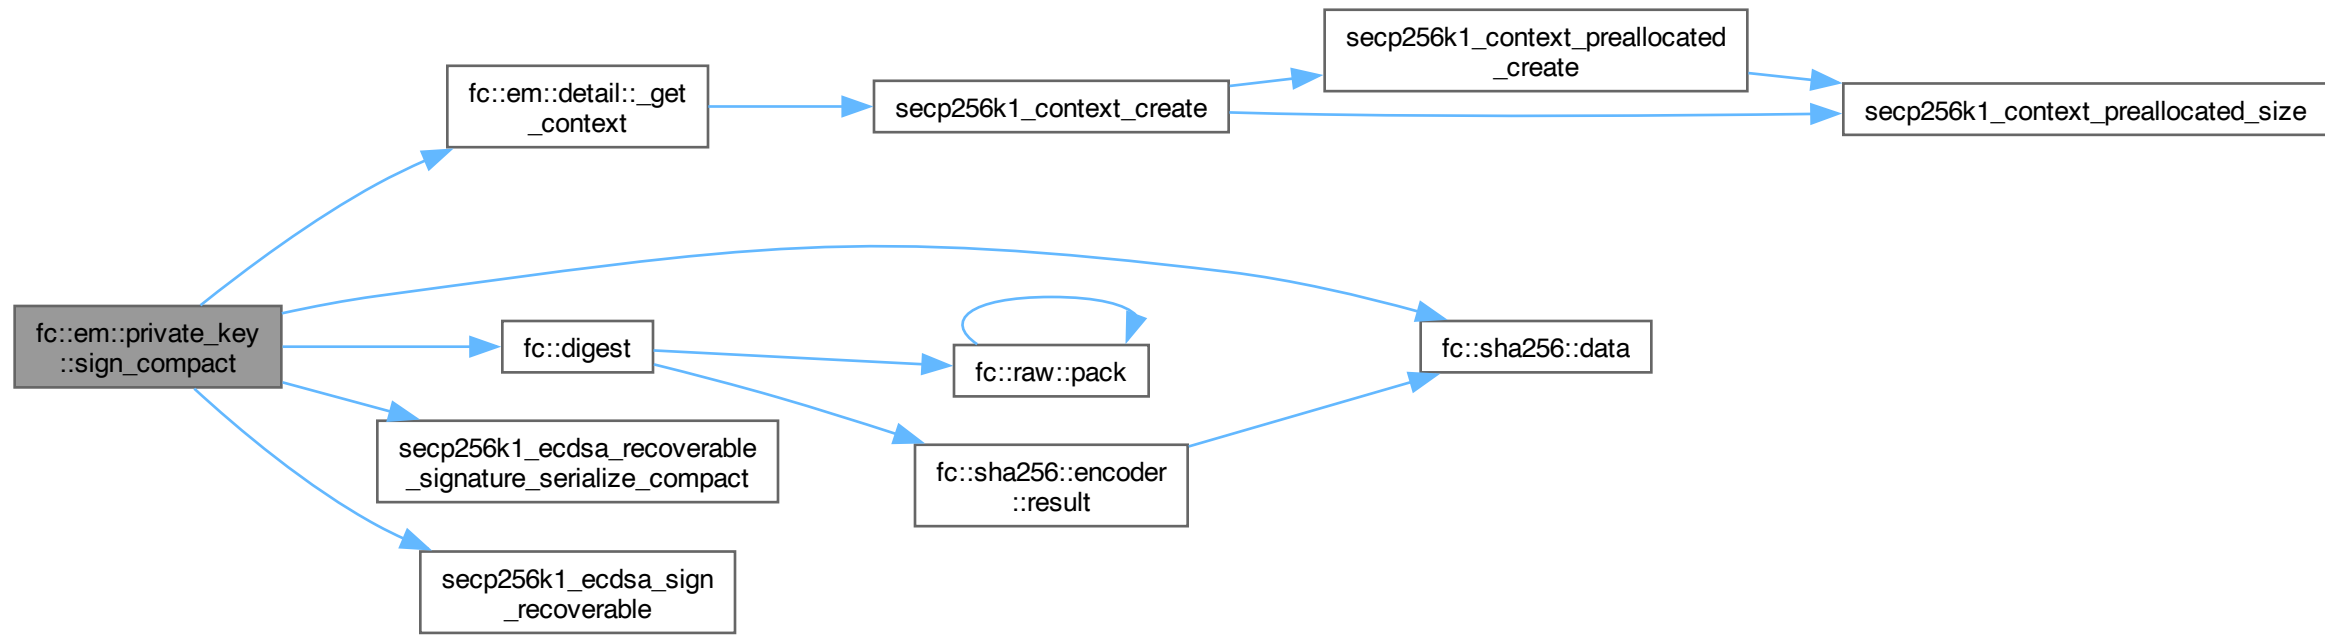 fc::em::private_key
::sign_compact
fc::em::detail::_get
_context
secp256k1_context_create
secp256k1_context_preallocated
_create
secp256k1_context_preallocated_size
fc::digest
fc::raw::pack
fc::sha256::encoder
::result
fc::sha256::data
secp256k1_ecdsa_recoverable
_signature_serialize_compact
secp256k1_ecdsa_sign
_recoverable